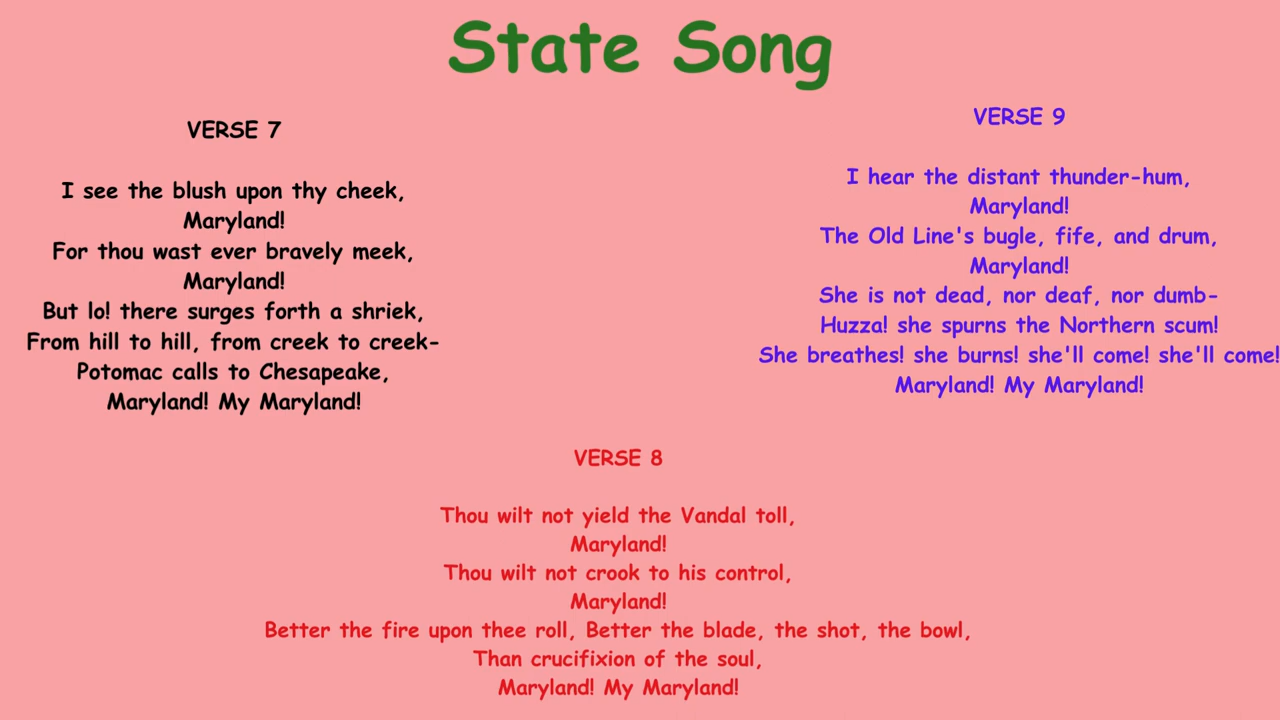 State Song
VERSE 7
I see the blush upon thy cheek,
Maryland!
For thou wast ever bravely meek,
Maryland!
But lo! there surges forth a shriek,
From hill to hill, from creek to creek-
Potomac calls to Chesapeake,
Maryland! My Maryland!
VERSE 9
I hear the distant thunder-hum,
Maryland!
The Old Line's bugle, fife, and drum,
Maryland!
She is not dead, nor deaf, nor dumb-
Huzza! she spurns the Northern scum!
She breathes! she burns! she'll come! she'll come!
Maryland! My Maryland!
VERSE 8
Thou wilt not yield the Vandal toll,
Maryland!
Thou wilt not crook to his control,
Maryland!
Better the fire upon thee roll, Better the blade, the shot, the bowl,
Than crucifixion of the soul,
Maryland! My Maryland!